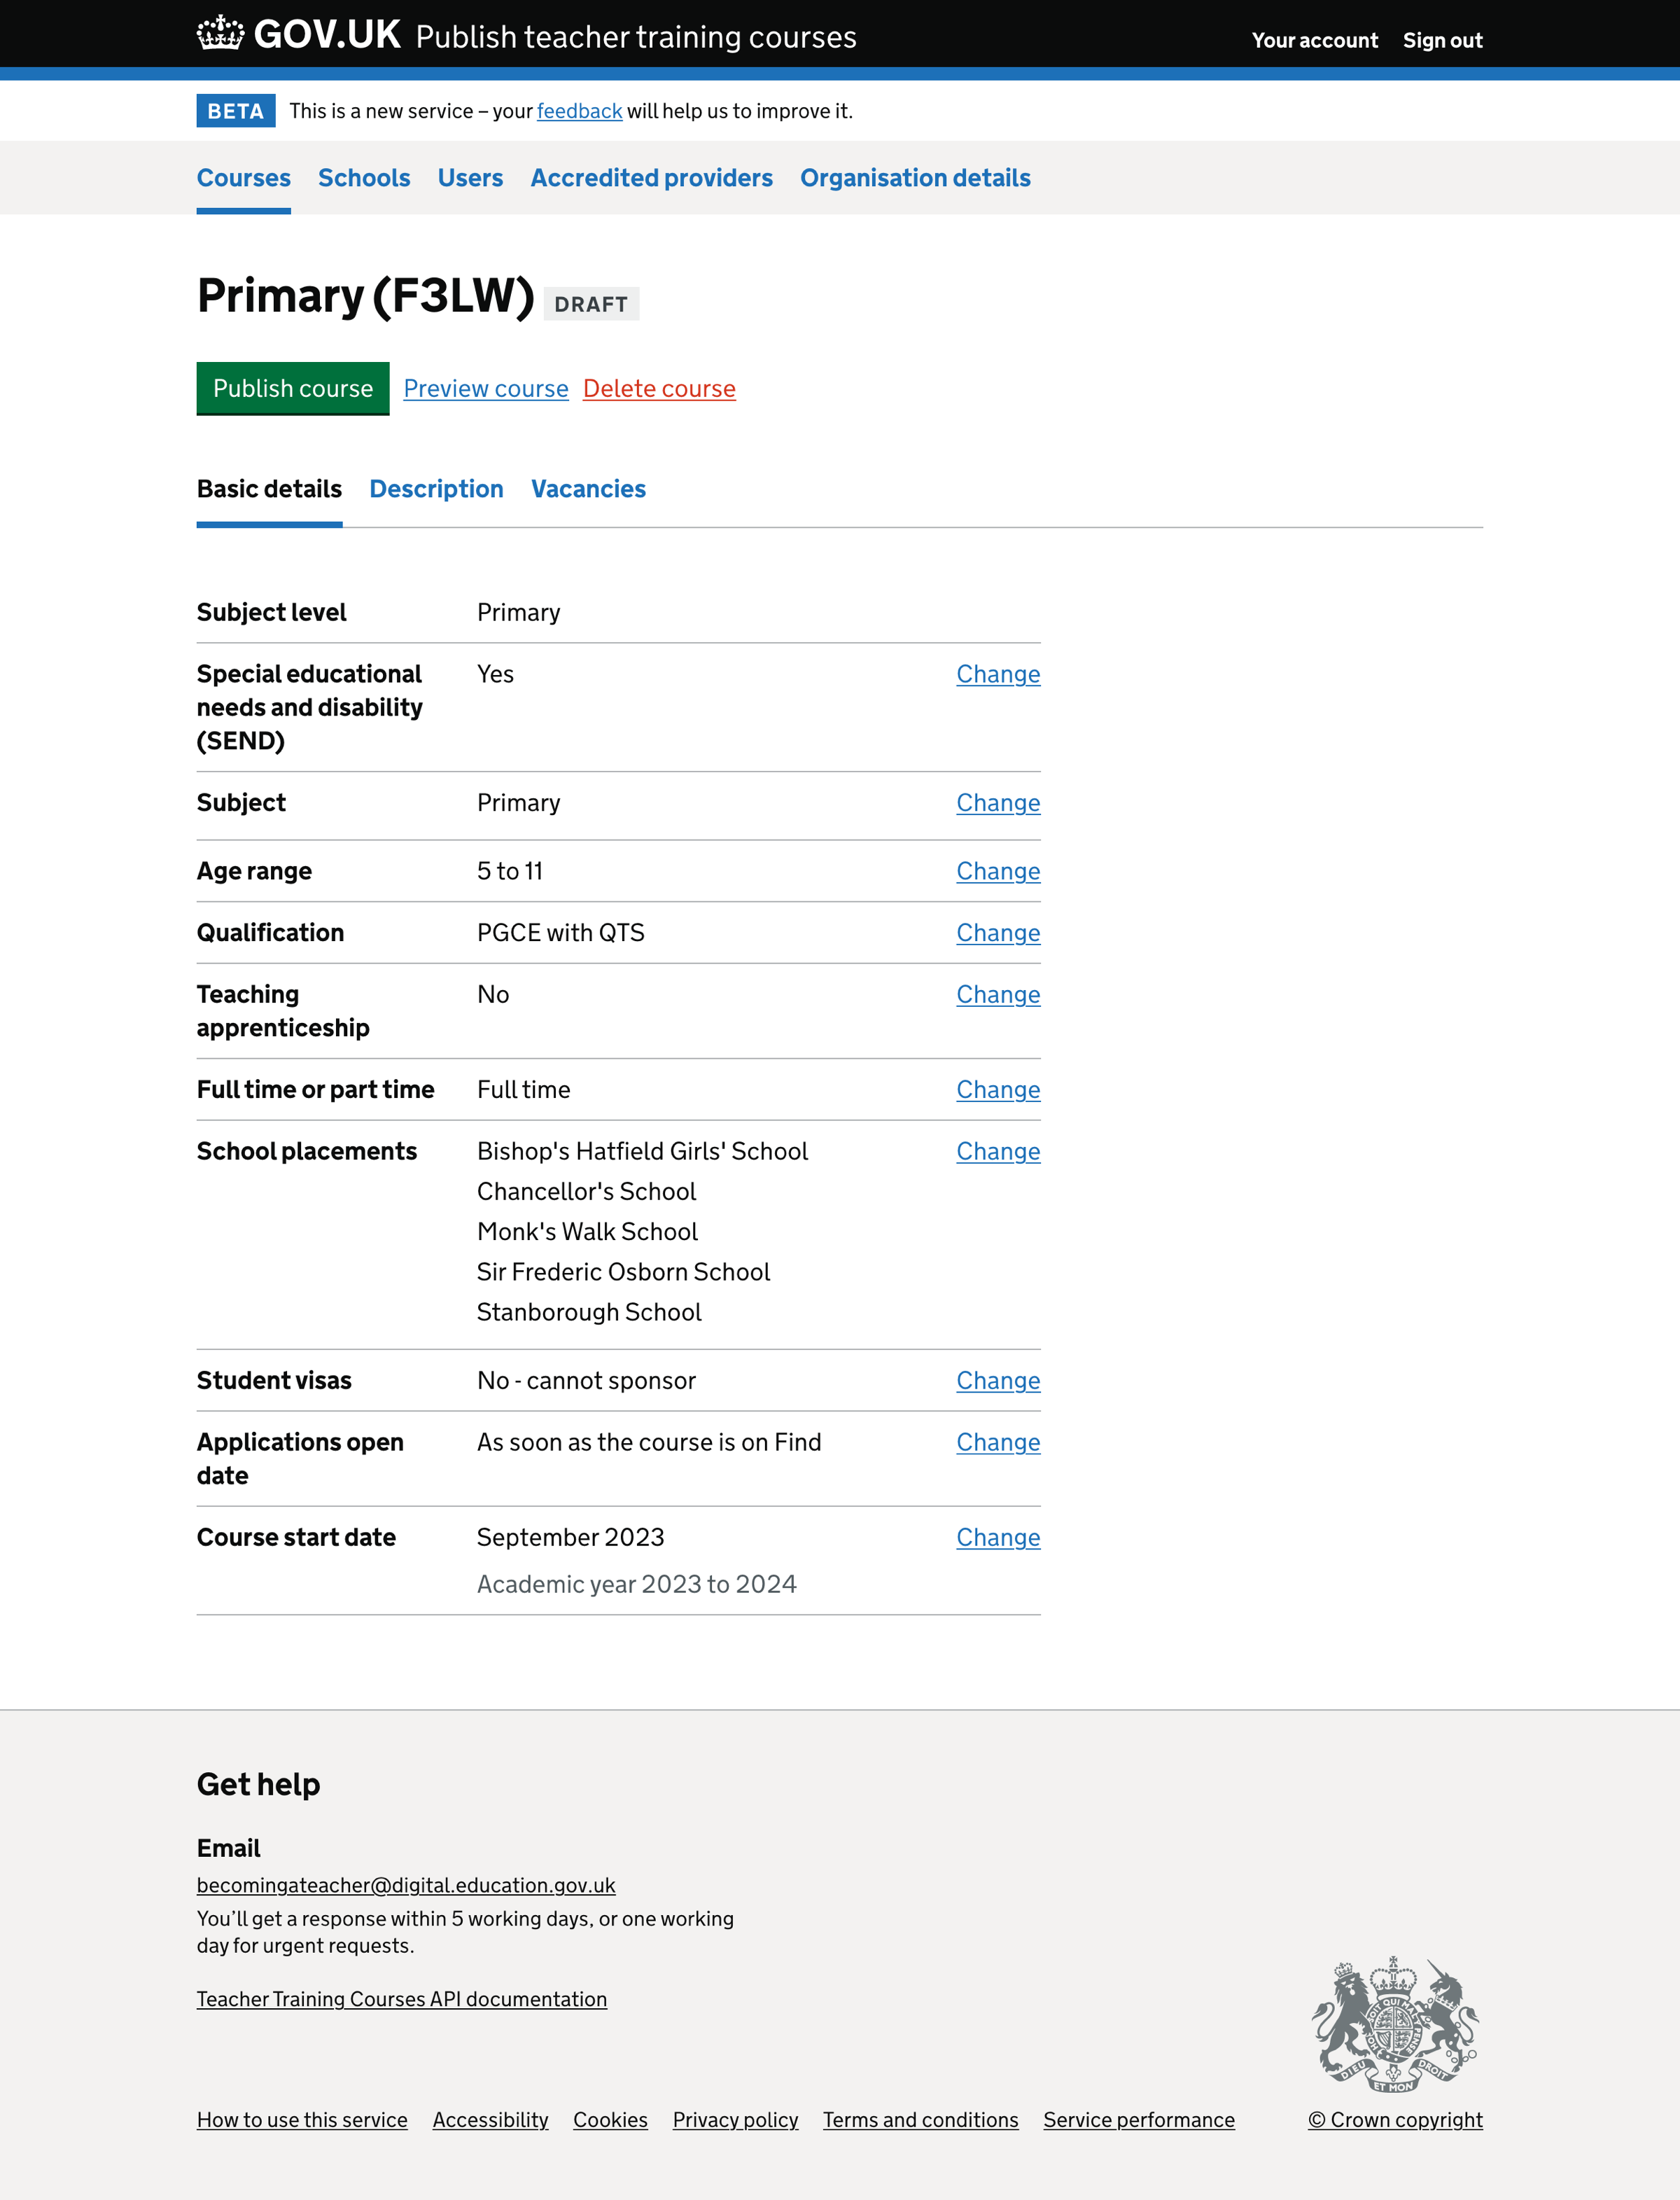 GOV.UK Publish teacher training courses Your account Sign out
BETA This is a new service – your feedback will help us to improve it.
Courses Schools Users Accredited providers Organisation details
Primary (F3LW) DRAFT
Publish course Preview course Delete course
Basic details Description Vacancies
Subject level Primary
Special educational Yes Change
needs and disability
(SEND)
Subject Primary Change
Age range 5 to 11 Change
Qualification PGCE with QTS Change
Teaching No Change
apprenticeship
Full time or part time Full time Change
School placements Bishop's Hatfield Girls' School Change
Chancellor's School
Monk's Walk School
Sir Frederic Osborn School
Stanborough School
Student visas No - cannot sponsor Change
Applications open As soon as the course is on Find Change
date
Course start date September 2023 Change
Academic year 2023 to 2024
Get help
Email
becomingateacher@digital.education.gov.uk
You’ll get a response within 5 working days, or one working
day for urgent requests.
Teacher Training Courses API documentation
DIEU ET MON DROIT
How to use this service Accessibility Cookies Privacy policy Terms and conditions Service performance © Crown copyright